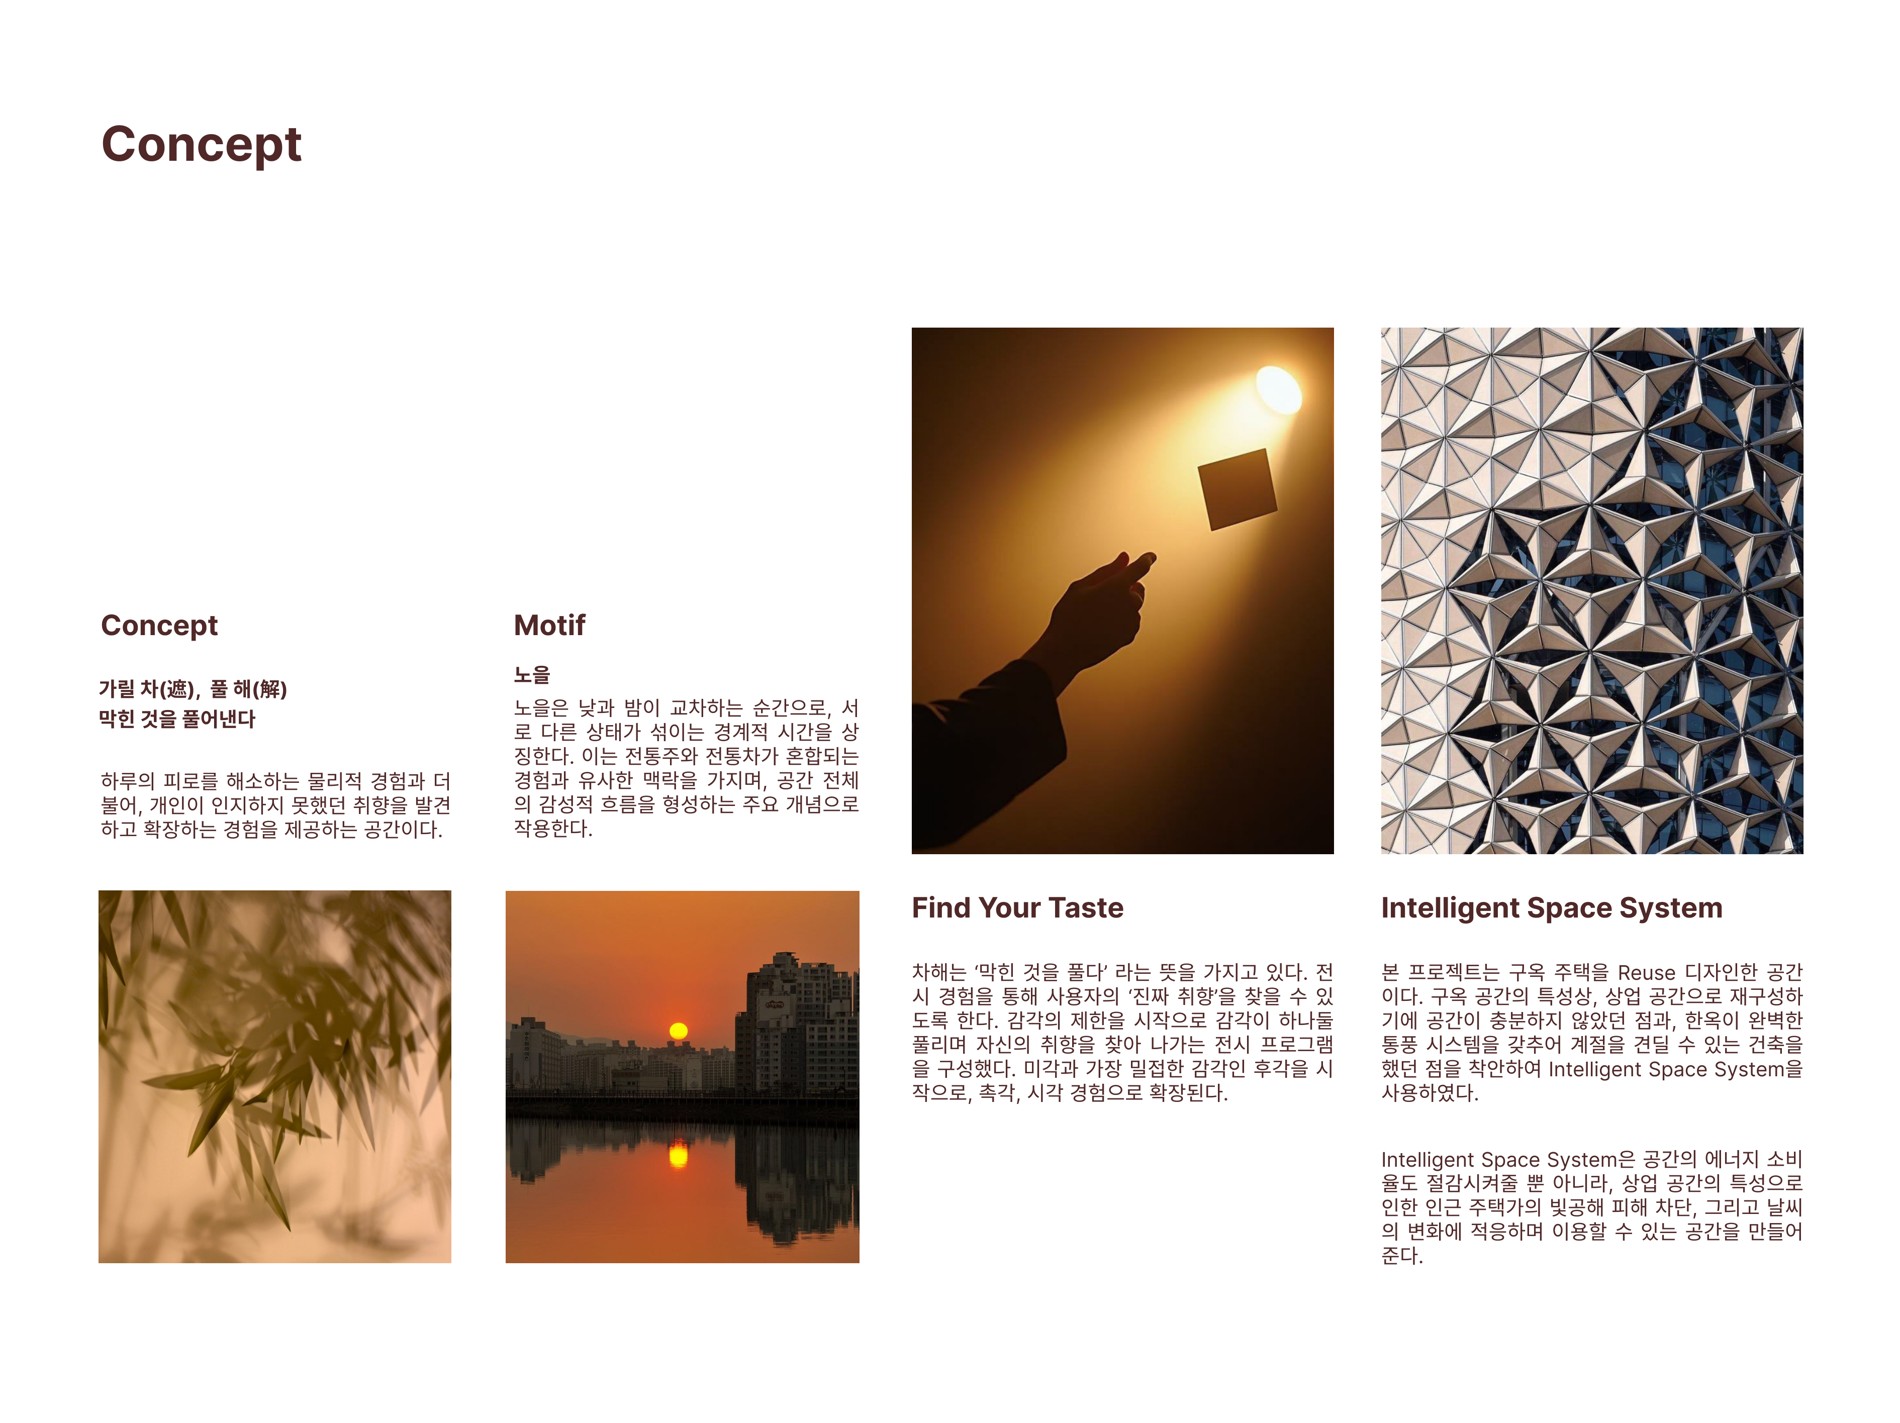 Concept
Concept
가릴 차(遮),  풀 해(解)
막힌 것을 풀어낸다
하루의 피로를 해소하는 물리적 경험과 더
불어, 개인이 인지하지 못했던 취향을 발견
하고 확장하는 경험을 제공하는 공간이다.
Motif
노을
노을은 낮과 밤이 교차하는 순간으로, 서
로 다른 상태가 섞이는 경계적 시간을 상
징한다. 이는 전통주와 전통차가 혼합되는
경험과 유사한 맥락을 가지며, 공간 전체
의 감성적 흐름을 형성하는 주요 개념으로
작용한다.
Find Your Taste
차해는 ‘막힌 것을 풀다’ 라는 뜻을 가지고 있다. 전
시 경험을 통해 사용자의 ‘진짜 취향’을 찾을 수 있
도록 한다. 감각의 제한을 시작으로 감각이 하나둘
풀리며 자신의 취향을 찾아 나가는 전시 프로그램
을 구성했다. 미각과 가장 밀접한 감각인 후각을 시
작으로, 촉각, 시각 경험으로 확장된다.
Intelligent Space System
본 프로젝트는 구옥 주택을 Reuse 디자인한 공간
이다. 구옥 공간의 특성상, 상업 공간으로 재구성하
기에 공간이 충분하지 않았던 점과, 한옥이 완벽한
통풍 시스템을 갖추어 계절을 견딜 수 있는 건축을
했던 점을 착안하여 Intelligent Space System을
사용하였다.
Intelligent Space System은 공간의 에너지 소비
율도 절감시켜줄 뿐 아니라, 상업 공간의 특성으로
인한 인근 주택가의 빛공해 피해 차단, 그리고 날씨
의 변화에 적응하며 이용할 수 있는 공간을 만들어
준다.